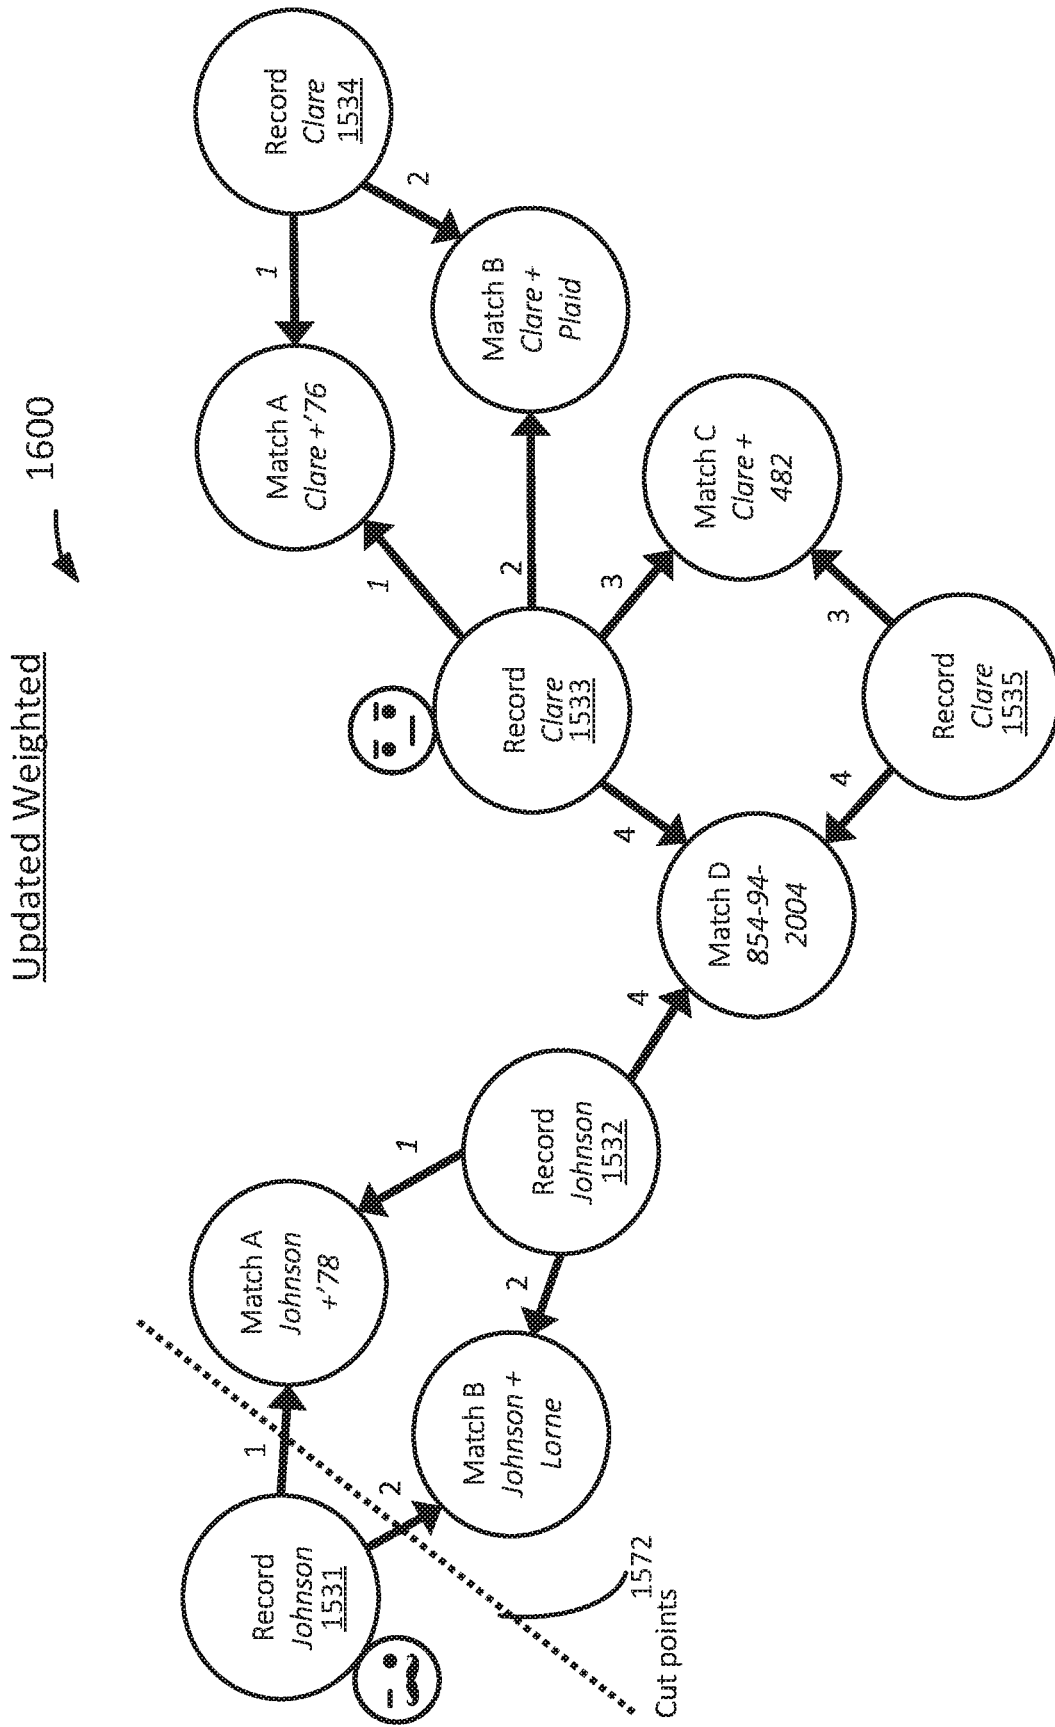 Updated Weighted
1600
Record
Johnson
1531
1
2
Match A
Johnson
+'78
Match B
Johnson +
Lorne
1
2
Record
Johnson
1532
4
Match D
854-94-
2004
4
4
Record
Clare
1533
1
2
3
Match A
Clare +'76
1
Record
Clare
1534
2
Match B
Clare +
Plaid
Match C
Clare +
482
3
Record
Clare
1535
1572
Cut points